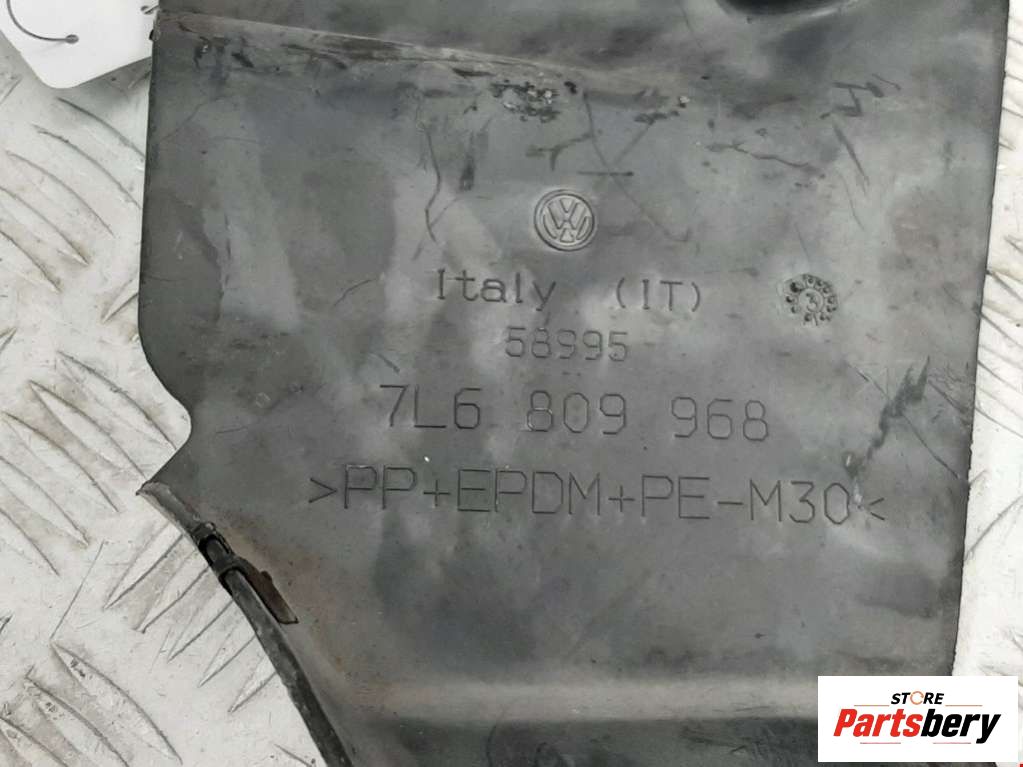 Italy (IT)
58995
7L6 809 968
>PP+EPDM+PE-M30<
STORE
Partsbery